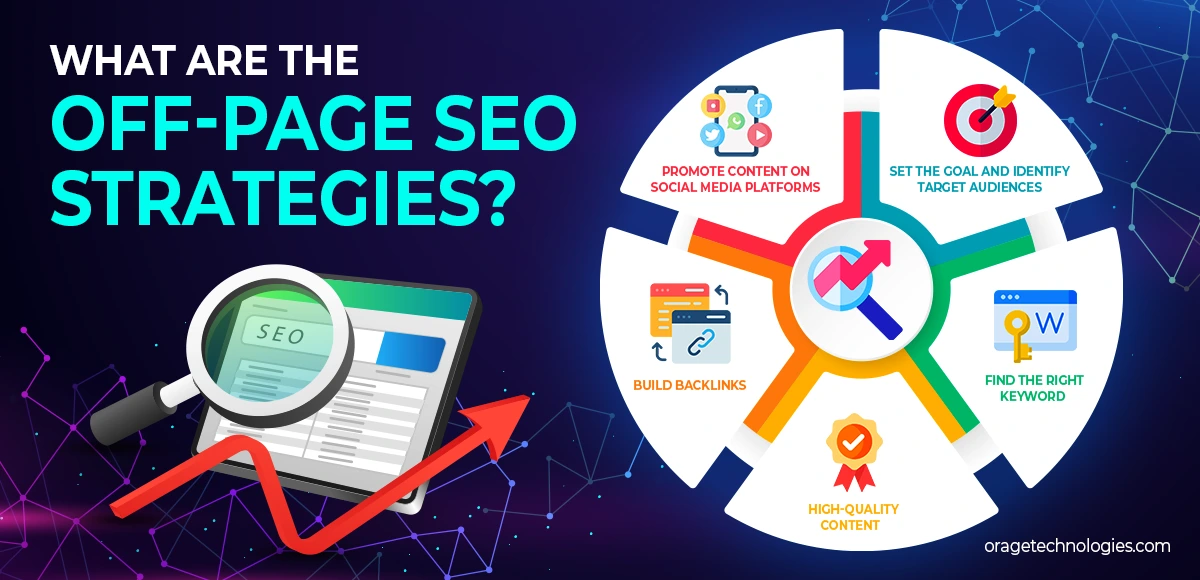 WHAT ARE THE
OFF-PAGE SEO
STRATEGIES?
SEO
PROMOTE CONTENT ON
SOCIAL MEDIA PLATFORMS
SET THE GOAL AND IDENTIFY
TARGET AUDIENCES
BUILD BACKLINKS
W
FIND THE RIGHT
KEYWORD
HIGH-QUALITY
CONTENT
oragetechnologies.com